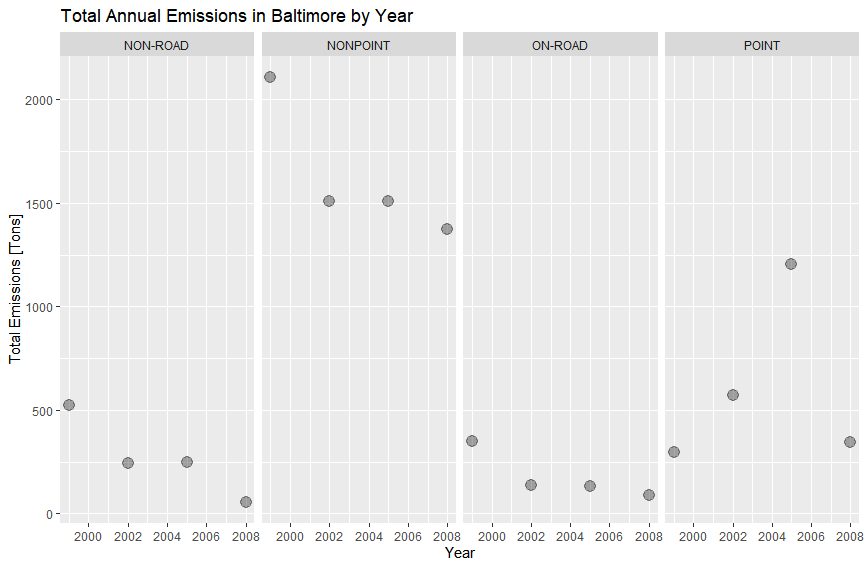 Total Annual Emissions in Baltimore by Year
NON-ROAD NONPOINT ON-ROAD POINT
2000
1500
1000
500
0
Total Emissions [Tons]
2000 2002 2004 2006 2008 2000 2002 2004 2006 2008 2000 2002 2004 2006 2008 2000 2002 2004 2006 2008
Year